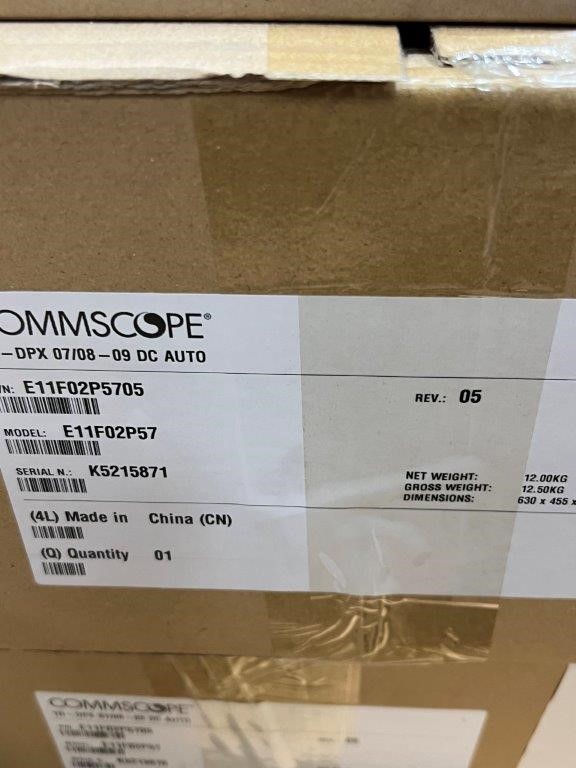 OMMSCOPE®
-DPX 07/08-09 DC AUTO
/N: E11F02P5705
REV.: 05
MODEL: E11F02P57
SERIAL N.: K5215871
NET WEIGHT: 12.00KG
GROSS WEIGHT: 12.50KG
DIMENSIONS: 630 x 455 x
(4L) Made in China (CN)
(Q) Quantity 01
COMMSCOPE